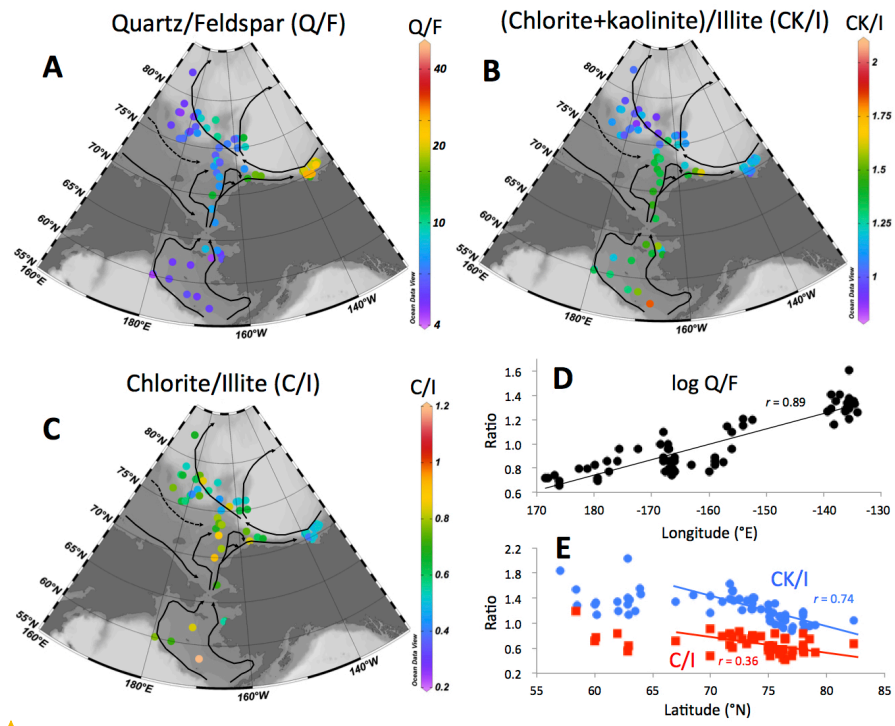 Quartz/Feldspar (Q/F)
Q/F
A
80°N
75°N
70°N
65°N
60°N
55°N
160°E
180°E
160°W
140°W
40
20
10
4
Ocean Data View
(Chlorite+kaolinite)/Illite (CK/I)
CK/I
B
80°N
75°N
70°N
65°N
60°N
55°N
160°E
180°E
160°W
140°W
2
1.75
1.5
1.25
1
Ocean Data View
Chlorite/Illite (C/I)
C/I
C
80°N
75°N
70°N
65°N
60°N
55°N
160°E
180°E
160°W
140°W
1.2
1
0.8
0.6
0.4
0.2
Ocean Data View
D
log Q/F
r = 0.89
Ratio
1.6
1.4
1.2
1.0
0.8
0.6
170 180 -170 -160 -150 -140 -130
Longitude (°E)
E
CK/I
r = 0.74
C/I
r = 0.36
Ratio
2.2
1.8
1.4
1.0
0.6
0.2
55 60 65 70 75 80 85
Latitude (°N)